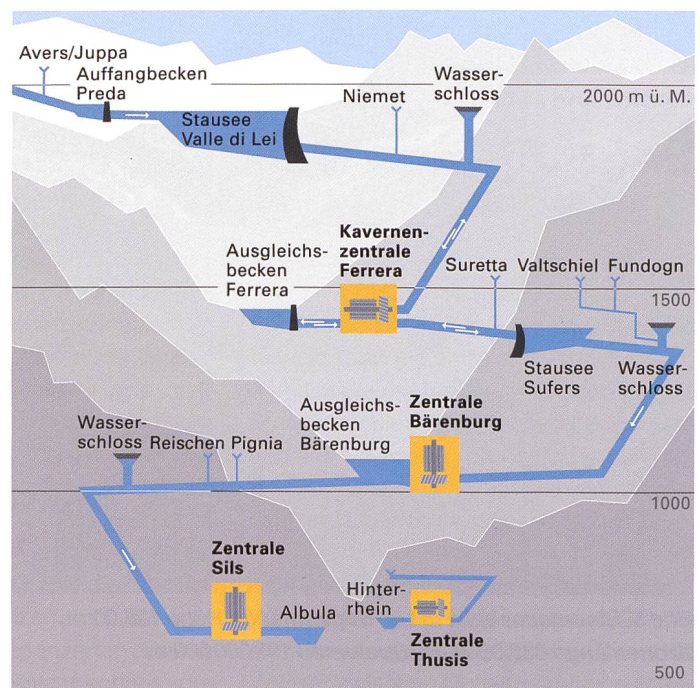 Avers/Juppa
Auffangbecken
Preda
Stausee
Valle di Lei
Niemet
Wasser-
schloss
2000 m ü. M.
Kavernen-
zentrale
Ferrera
Ausgleichs-
becken
Ferrera
Suretta
Valtschiel
Fundogn
1500
Stausee
Sufers
Wasser-
schloss
Ausgleichs-
becken
Bärenburg
Zentrale
Bärenburg
Wasser-
schloss
Reischen
Pignia
1000
Zentrale
Sils
Albula
Hinter-
rhein
Zentrale
Thusis
500